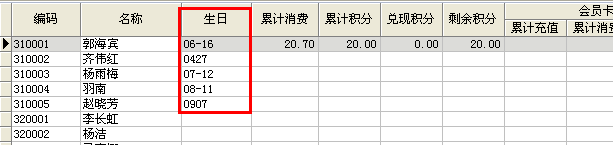 编码 名称 生日 累计消费 累计积分 兑现积分 剩余积分 会员卡
累计充值 累计消
310001 郭海宾 06-16 20.70 20.00 0.00 20.00
310002 齐伟红 0427
310003 杨雨梅 07-12
310004 羽南 08-11
310005 赵晓芳 0907
320001 李长虹
320002 杨洁